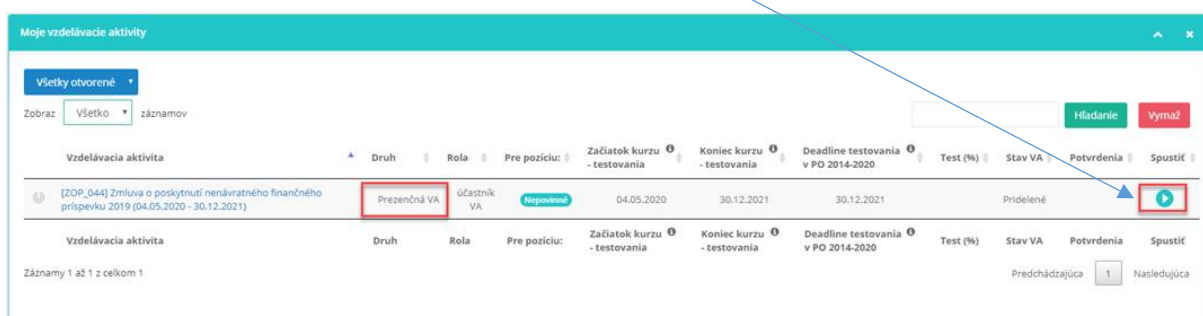 Moje vzdelávacie aktivity
Všetky otvorené
Zobraz Všetko záznamov Hľadanie Vymaž
Vzdelávacia aktivita Druh Rola Pre pozíciu: Začiatok kurzu - testovania Koniec kurzu - testovania Deadline testovania v PO 2014-2020 Test (%) Stav VA Potvrdenia Spustiť
[ZOP_044] Zmluva o poskytnutí nenávratného finančného príspevku 2019 (04.05.2020 - 30.12.2021) Prezenčná VA účastník VA Nepovinné 04.05.2020 30.12.2021 30.12.2021 Pridelené
Vzdelávacia aktivita Druh Rola Pre pozíciu: Začiatok kurzu - testovania Koniec kurzu - testovania Deadline testovania v PO 2014-2020 Test (%) Stav VA Potvrdenia Spustiť
Záznamy 1 až 1 z celkom 1 Predchádzajúca 1 Nasledujúca